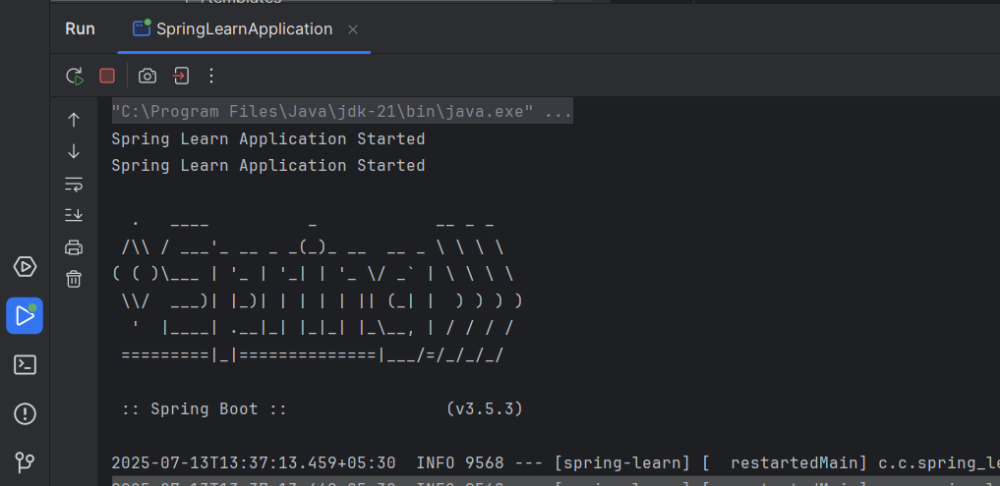 templates
Run SpringLearnApplication
"C:\Program Files\Java\jdk-21\bin\java.exe" ...
Spring Learn Application Started
Spring Learn Application Started
  .   ____          _            __ _ _
 /\\ / ___'_ __ _ _(_)_ __  __ _ \ \ \ \
( ( )\___ | '_ | '_| | '_ \/ _` | \ \ \ \
 \\/  ___)| |_)| | | | | || (_| |  ) ) ) )
  '  |____| .__|_| |_|_| |_\__, | / / / /
 =========|_|==============|___/=/_/_/_/
 :: Spring Boot ::                (v3.5.3)
2025-07-13T13:37:13.459+05:30  INFO 9568 --- [spring-learn] [  restartedMain] c.c.spring_le